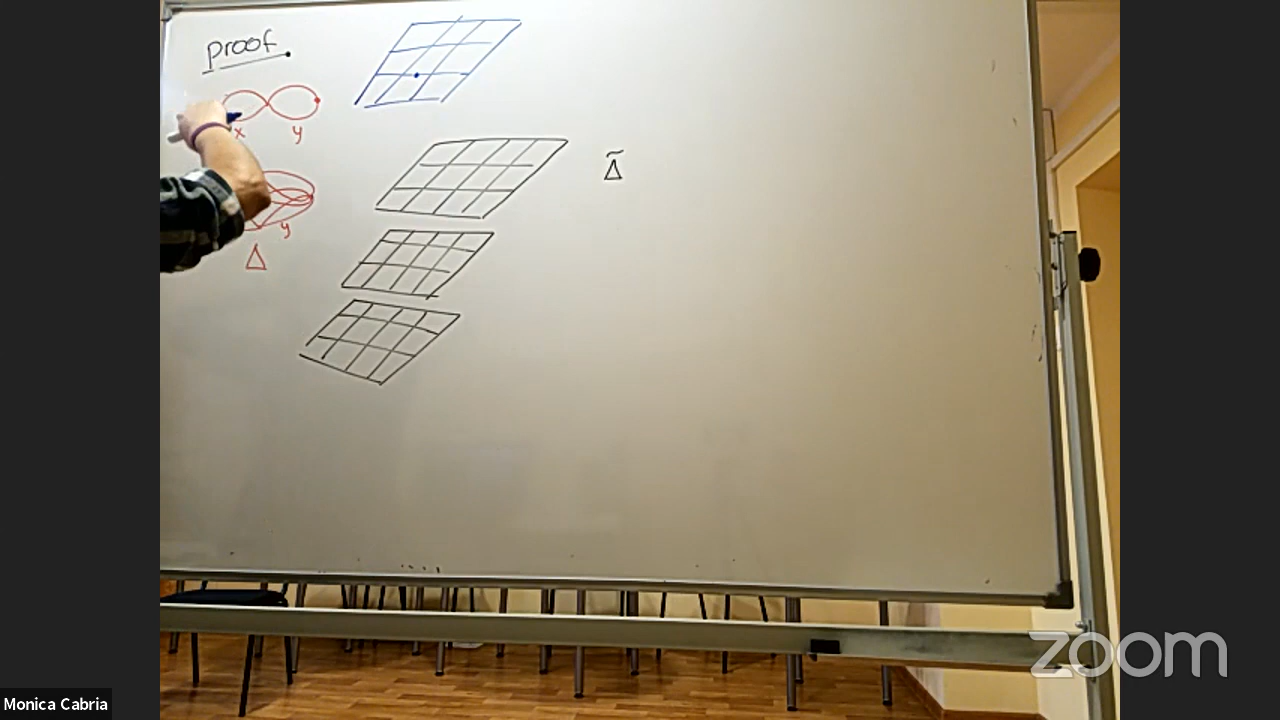 proof.
x y
Δ̃
y
Δ
Monica Cabria
zoom